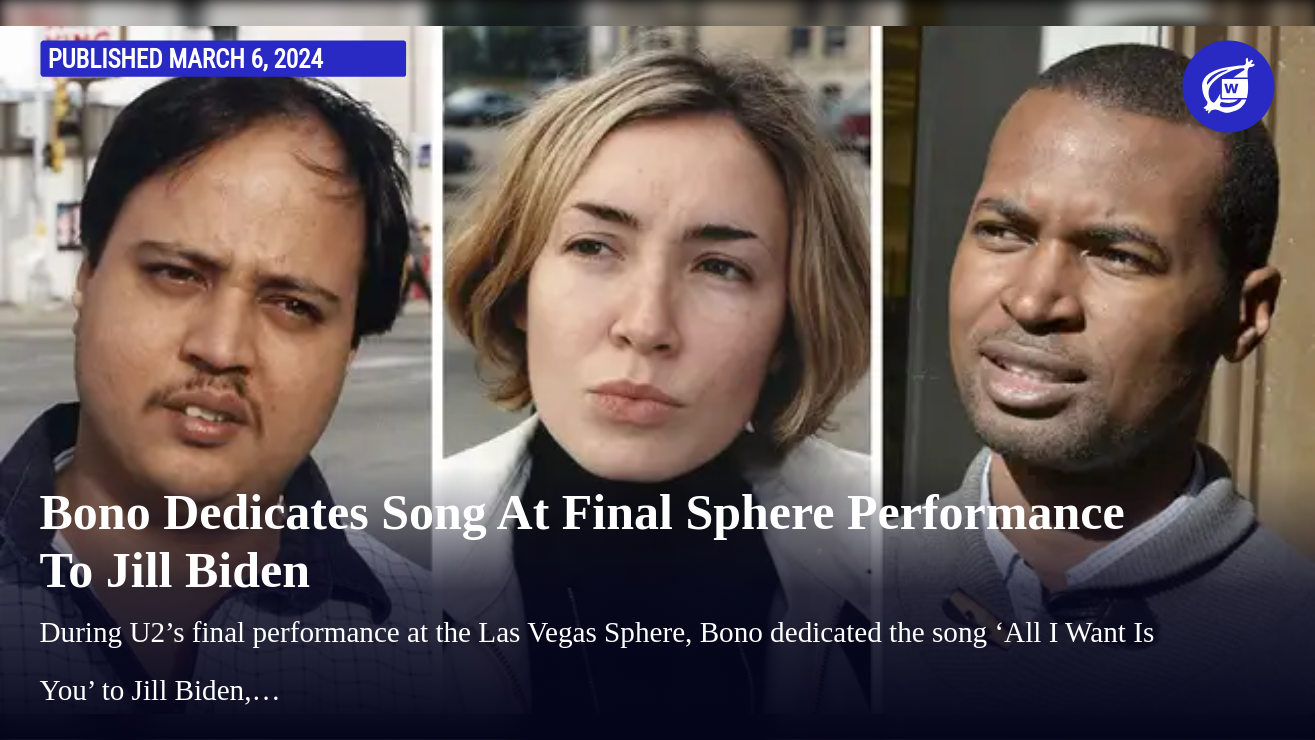 PUBLISHED MARCH 6, 2024
W
Bono Dedicates Song At Final Sphere Performance
To Jill Biden
During U2’s final performance at the Las Vegas Sphere, Bono dedicated the song ‘All I Want Is
You’ to Jill Biden,…